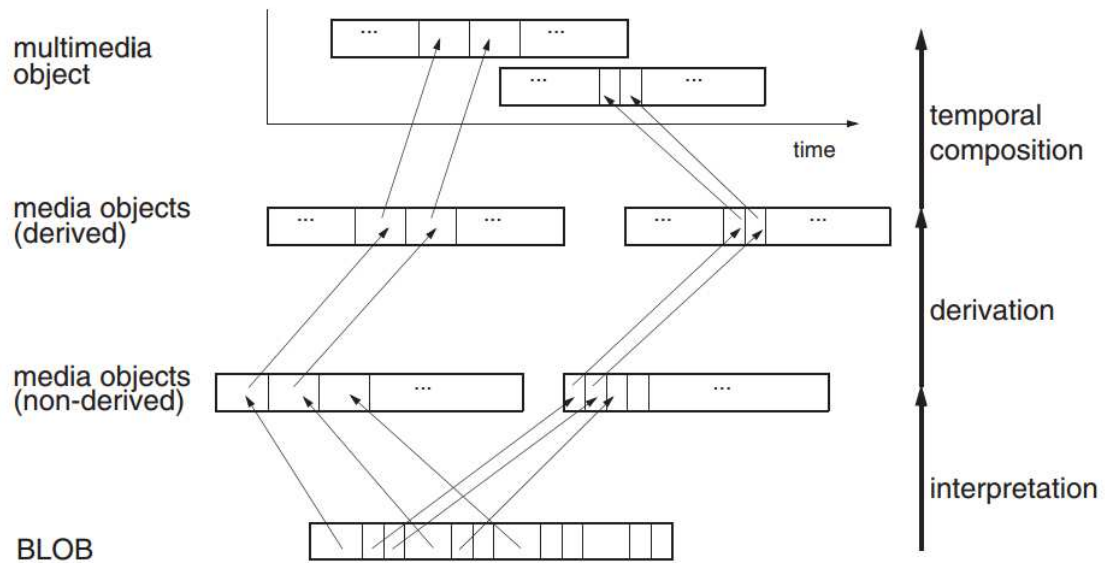 multimedia
object
... ...
... ...
time
temporal
composition
media objects
(derived)
... ...
... ...
derivation
media objects
(non-derived)
...
...
interpretation
BLOB